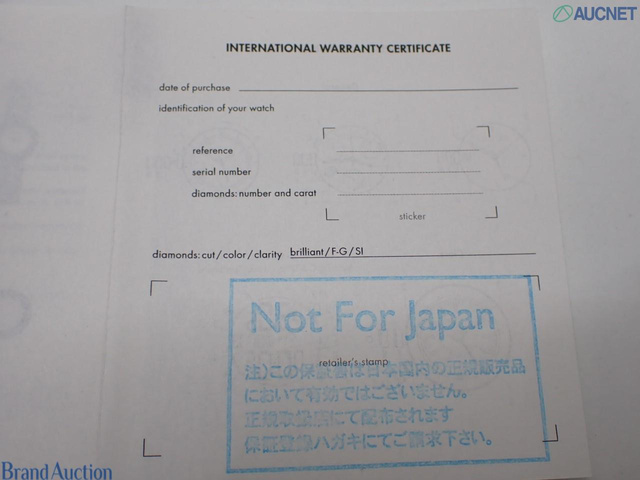 AUCNET
INTERNATIONAL WARRANTY CERTIFICATE
date of purchase
identification of your watch
reference
serial number
diamonds: number and carat
sticker
diamonds: cut/color/clarity brilliant/F-G/SI
Not For Japan
retailer's stamp
注)この保証書は日本国内の正規販売品
において有効ではございません。
正規取扱店にて配布されます
保証登録ハガキにてご請求下さい。
Brand Auction